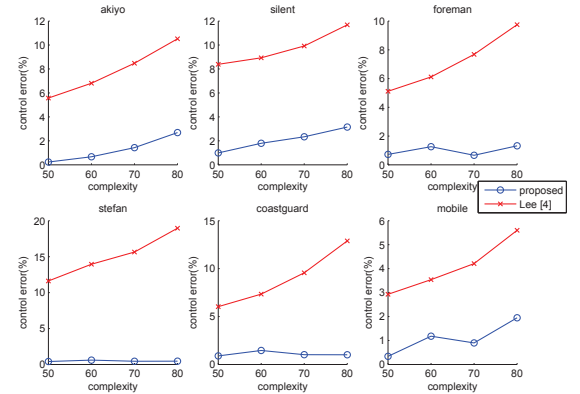 akiyo
12
10
8
6
4
2
0
control error(%)
50 60 70 80
complexity
silent
12
10
8
6
4
2
0
control error(%)
50 60 70 80
complexity
foreman
10
8
6
4
2
0
control error(%)
50 60 70 80
complexity
proposed
Lee [4]
stefan
20
15
10
5
0
control error(%)
50 60 70 80
complexity
coastguard
15
10
5
0
control error(%)
50 60 70 80
complexity
mobile
6
5
4
3
2
1
0
control error(%)
50 60 70 80
complexity